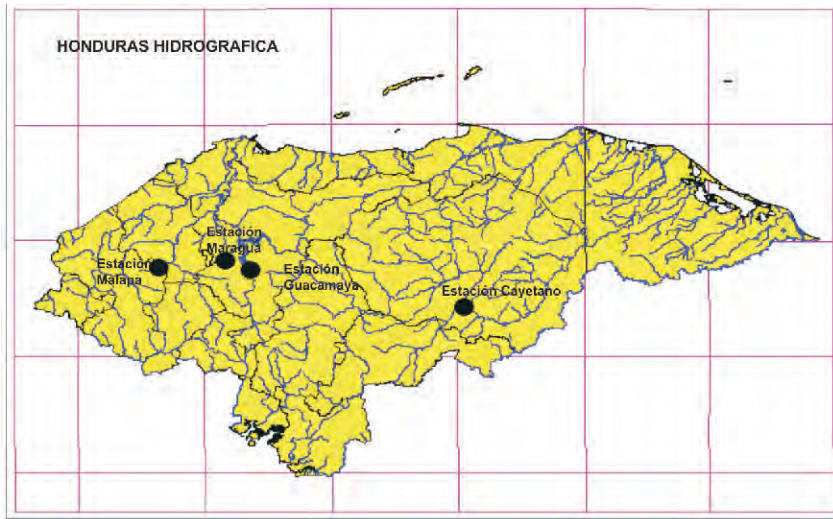 HONDURAS HIDROGRAFICA
Estación
Maragua
Estación
Malapa
Estación
Guacamaya
Estación Cayetano